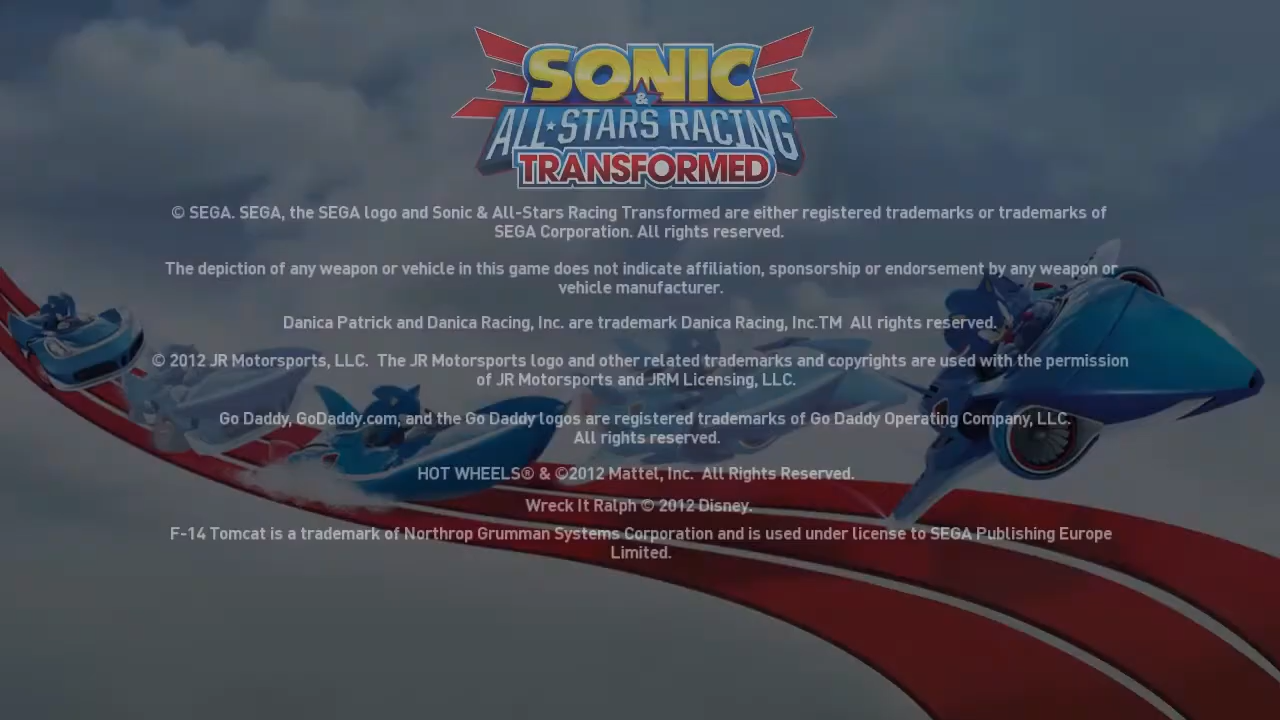 SONIC
&
ALL★STARS RACING
TRANSFORMED
© SEGA. SEGA, the SEGA logo and Sonic & All-Stars Racing Transformed are either registered trademarks or trademarks of
SEGA Corporation. All rights reserved.
The depiction of any weapon or vehicle in this game does not indicate affiliation, sponsorship or endorsement by any weapon or
vehicle manufacturer.
Danica Patrick and Danica Racing, Inc. are trademark Danica Racing, Inc.TM  All rights reserved.
© 2012 JR Motorsports, LLC.  The JR Motorsports logo and other related trademarks and copyrights are used with the permission
of JR Motorsports and JRM Licensing, LLC.
Go Daddy, GoDaddy.com, and the Go Daddy logos are registered trademarks of Go Daddy Operating Company, LLC.
All rights reserved.
HOT WHEELS® & ©2012 Mattel, Inc.  All Rights Reserved.
Wreck It Ralph © 2012 Disney.
F-14 Tomcat is a trademark of Northrop Grumman Systems Corporation and is used under license to SEGA Publishing Europe
Limited.